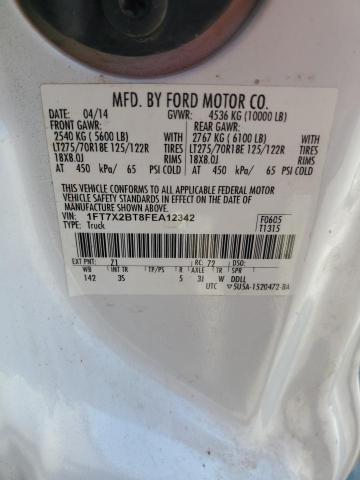 MFD. BY FORD MOTOR CO.
04/14 GVWR: 4536 KG (10000 LB)
FRONT GAWR: REAR GAWR:
2540 KG ( 5600 LB) 2767 KG ( 6100 LB)
LT275/70R18E 125/122R TIRES LT275/70R18E 125/122R TIRES
18X8.0J RIMS 18X8.0J RIMS
AT 450 kPa/ 65 PSI COLD AT 450 kPa/ 65 PSI COLD
THIS VEHICLE CONFORMS TO ALL APPLICABLE FEDERAL MOTOR
VEHICLE SAFETY STANDARDS IN EFFECT ON THE DATE OF
MANUFACTURE SHOWN ABOVE.
VIN: 1FT7X2BT8FEA12342 F0605
TYPE: Truck T1315
EXT PNT: Z1 RC: 72 DSO:
WB INT TR TP/PS R AXLE TR SPR
142 3S 5 W DDLL
UTC 5U5A-1520472-BA